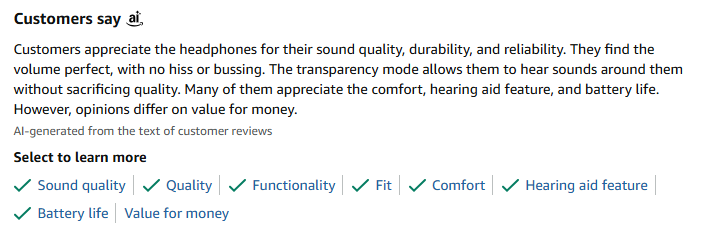 Customers say ai
Customers appreciate the headphones for their sound quality, durability, and reliability. They find the
volume perfect, with no hiss or bussing. The transparency mode allows them to hear sounds around them
without sacrificing quality. Many of them appreciate the comfort, hearing aid feature, and battery life.
However, opinions differ on value for money.
AI-generated from the text of customer reviews
Select to learn more
Sound quality Quality Functionality Fit Comfort Hearing aid feature
Battery life Value for money